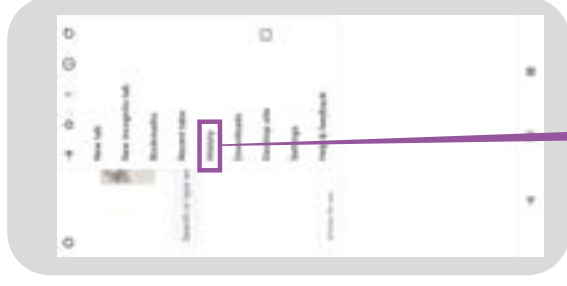 New tab
New incognito tab
Bookmarks
Recent tabs
History
Downloads
Desktop site
Settings
Help & feedback